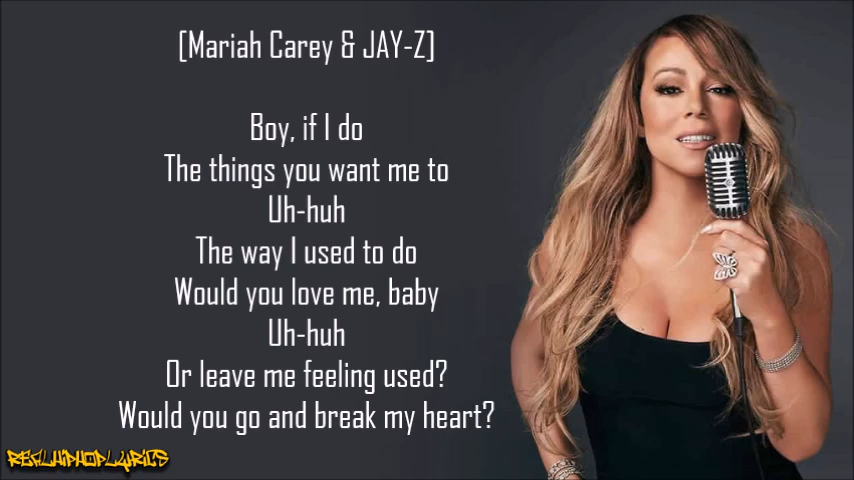 [Mariah Carey & JAY-Z]
Boy, if I do
The things you want me to
Uh-huh
The way I used to do
Would you love me, baby
Uh-huh
Or leave me feeling used?
Would you go and break my heart?
REALHIPHOPLYRICS